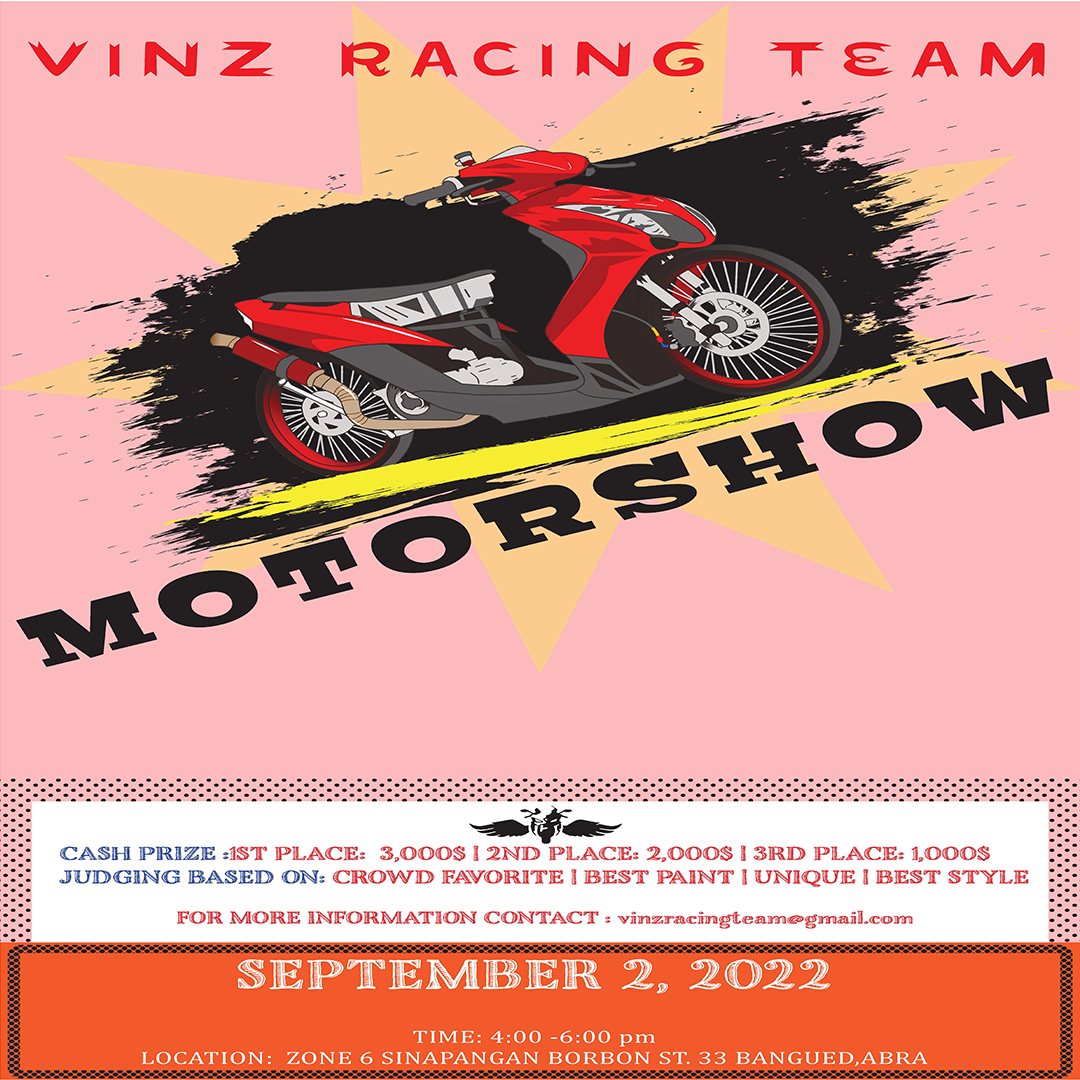 VINZ RACING TEAM
MOTORSHOW
CASH PRIZE :1ST PLACE: 3,000$ | 2ND PLACE: 2,000$ | 3RD PLACE: 1,000$
JUDGING BASED ON: CROWD FAVORITE | BEST PAINT | UNIQUE | BEST STYLE
FOR MORE INFORMATION CONTACT : vinzracingteam@gmail.com
SEPTEMBER 2, 2022
TIME: 4:00 -6:00 pm
LOCATION: ZONE 6 SINAPANGAN BORBON ST. 33 BANGUED,ABRA